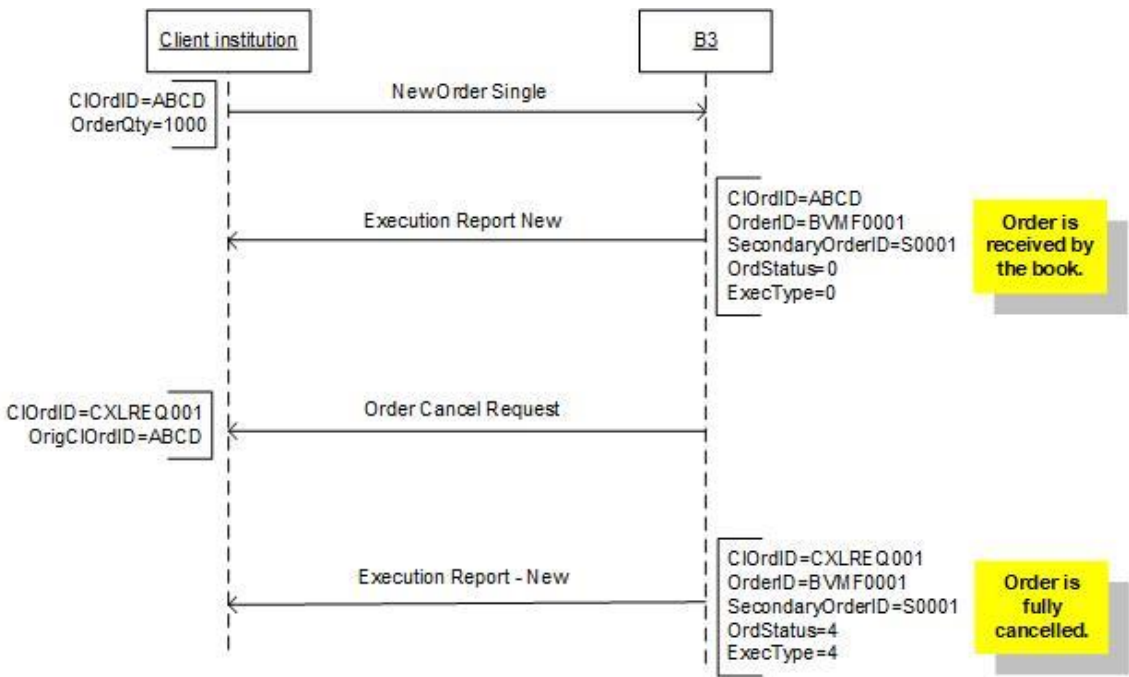 Client institution
B3
ClOrdID=ABCD
OrderQty=1000
New Order Single
Execution Report New
ClOrdID=ABCD
OrderID=BVMF0001
SecondaryOrderID=S0001
OrdStatus=0
ExecType=0
Order is
received by
the book.
ClOrdID=CXLREQ001
OrigClOrdID=ABCD
Order Cancel Request
Execution Report - New
ClOrdID=CXLREQ001
OrderID=BVMF0001
SecondaryOrderID=S0001
OrdStatus=4
ExecType=4
Order is
fully
cancelled.